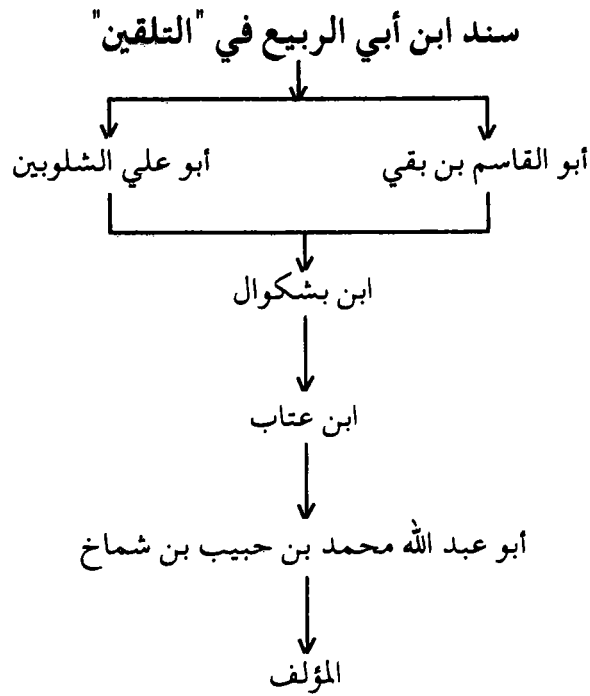 سند ابن أبي الربيع في "التلقين"
أبو القاسم بن بقي
أبو علي الشلوبين
ابن بشكوال
ابن عتاب
أبو عبد الله محمد بن حبيب بن شماخ
المؤلف